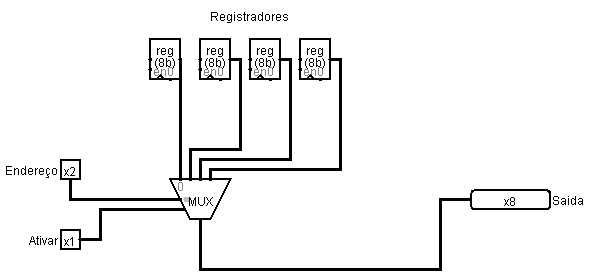 Registradores
reg reg reg reg
(8b) (8b) (8b) (8b)
en0 en0 en0 en0
Endereço x2
0
MUX
x8 Saida
Ativar x1